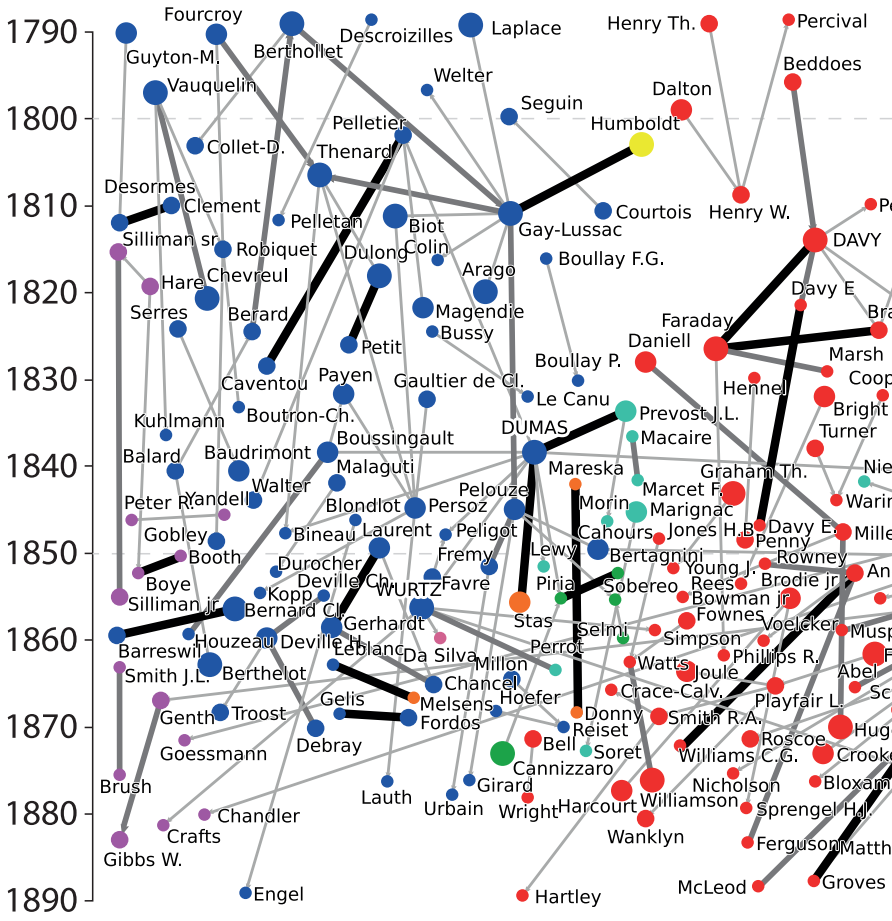 1790
Fourcroy
Guyton-M.
Berthollet
Descroizilles
Laplace
Henry Th.
Percival
Vauquelin
Welter
Seguin
Dalton
Beddoes
1800
Collet-D.
Pelletier
Thenard
Humboldt
Desormes
Clement
1810
Silliman sr
Pelletan
Biot
Gay-Lussac
Courtois
Henry W.
DAVY
Robiquet
Colin
Dulong
Boullay F.G.
Hare
Chevreul
Arago
Davy E
1820
Serres
Berard
Magendie
Bussy
Petit
Faraday
Daniell
Boullay P.
Marsh
1830
Caventou
Payen
Gaultier de Cl.
Le Canu
Hennel
Boutron-Ch.
Prevost J.L.
Bright
Kuhlmann
DUMAS
Macaire
Turner
1840
Balard
Baudrimont
Boussingault
Malaguti
Mareska
Graham Th.
Walter
Pelouze
Morin
Marcet F.
Marignac
Peter R.
Yandell
Blondlot
Persoz
Peligot
Jones H.B
Davy E.
Penny
Gobley
Bineau
Laurent
Cahours
1850
Booth
Fremy
Lewy
Bertagnini
Rowney
Boye
Durocher
Deville Ch.
Favre
Piria
Sobereo
Young J.
Rees
Brodie jr
Silliman jr
Kopp
WURTZ
Bowman jr
Bernard Cl.
Gerhardt
Stas
Selmi
Fownes
Voelcker
1860
Barreswil
Houzeau
Deville H.
Leblanc
Da Silva
Perrot
Simpson
Phillips R.
Smith J.L.
Berthelot
Millon
Watts
Joule
Abel
Genth
Gelis
Melsens
Chancel
Hoefer
Crace-Calv.
Playfair L.
Troost
Fordos
Donny
Smith R.A.
1870
Goessmann
Debray
Reiset
Bell
Soret
Williams C.G.
Roscoe
Brush
Lauth
Girard
Cannizzaro
Nicholson
Urbain
Wright
Harcourt
Williamson
1880
Crafts
Chandler
Wanklyn
Sprengel H.J.
Gibbs W.
Ferguson
1890
Engel
Hartley
McLeod
Groves